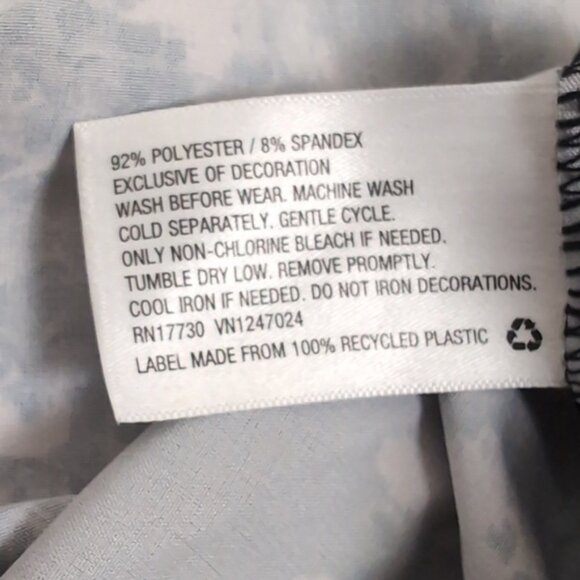 92% POLYESTER / 8% SPANDEX
EXCLUSIVE OF DECORATION
WASH BEFORE WEAR. MACHINE WASH
COLD SEPARATELY. GENTLE CYCLE.
ONLY NON-CHLORINE BLEACH IF NEEDED.
TUMBLE DRY LOW. REMOVE PROMPTLY.
COOL IRON IF NEEDED. DO NOT IRON DECORATIONS.
RN17730 VN1247024
LABEL MADE FROM 100% RECYCLED PLASTIC